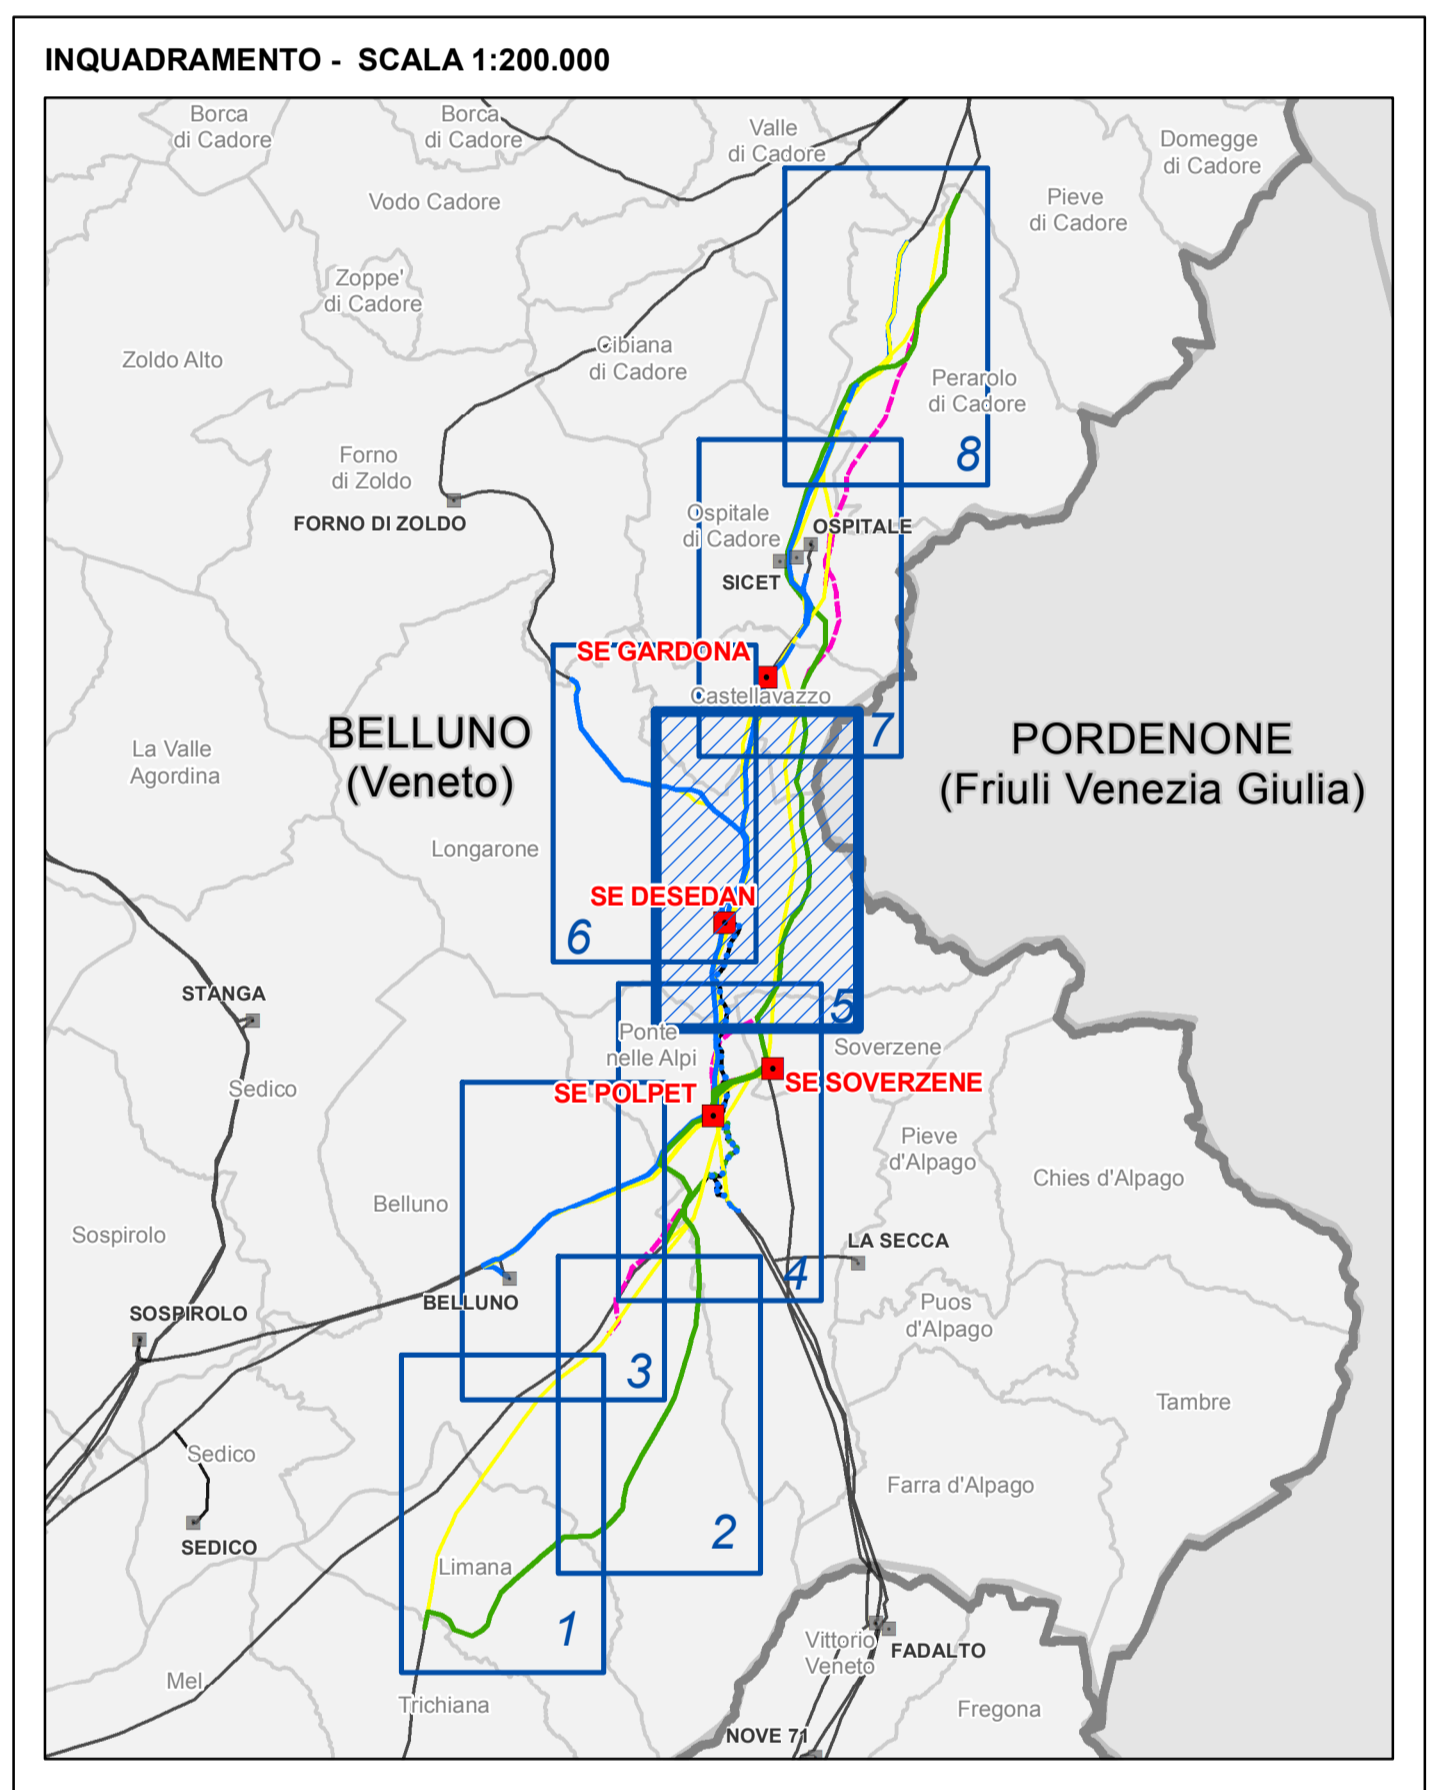 INQUADRAMENTO - SCALA 1:200.000
Borca
di Cadore
Borca
di Cadore
Valle
di Cadore
Domegge
di Cadore
Vodo Cadore
Pieve
di Cadore
Zoppe'
di Cadore
Zoldo Alto
Cibiana
di Cadore
Perarolo
di Cadore
8
Forno
di Zoldo
FORNO DI ZOLDO
Ospitale
di Cadore
OSPITALE
SICET
SE GARDONA
Castellavazzo
7
BELLUNO
(Veneto)
PORDENONE
(Friuli Venezia Giulia)
La Valle
Agordina
Longarone
SE DESEDAN
6
STANGA
5
Ponte
nelle Alpi
Soverzene
SE SOVERZENE
SE POLPET
Sedico
Pieve
d'Alpago
Chies d'Alpago
Belluno
Sospirolo
LA SECCA
4
BELLUNO
SOSPIROLO
Puos
d'Alpago
3
Tambre
Sedico
Farra d'Alpago
2
SEDICO
Limana
1
Vittorio
Veneto
FADALTO
Mel
Trichiana
Fregona
NOVE 71